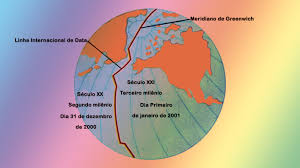 Meridiano de Greenwich
Linha Internacional de Data
Século XX
Segundo milênio
Dia 31 de dezembro
de 2000
Século XXI
Terceiro milênio
Dia Primeiro
de janeiro de 2001